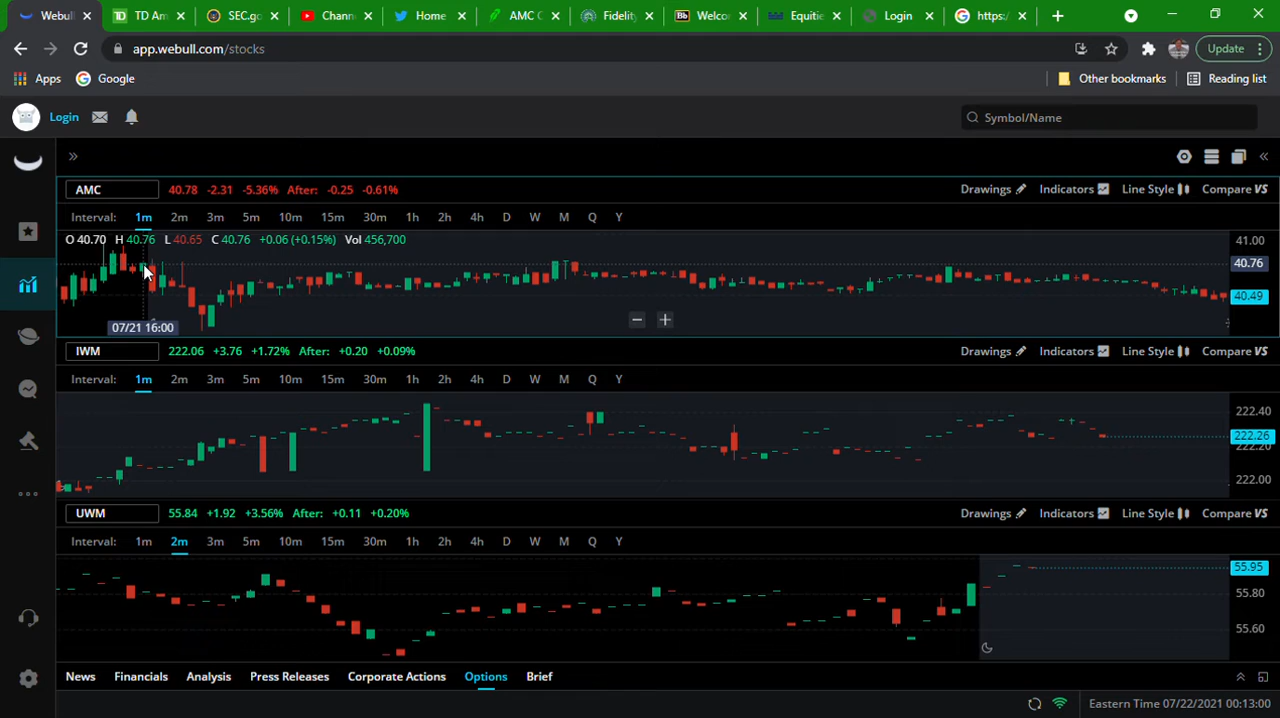 Webull TD Am SEC.go Chann Home AMC C Fidelit Welco Equitie Login https:/
app.webull.com/stocks Update
Apps Google Other bookmarks Reading list
Login Symbol/Name
AMC 40.78 -2.31 -5.36% After: -0.25 -0.61% Drawings Indicators Line Style Compare VS
Interval: 1m 2m 3m 5m 10m 15m 30m 1h 2h 4h D W M Q Y
O 40.70 H 40.76 L 40.65 C 40.76 +0.06 (+0.15%) Vol 456,700 41.00
40.76
40.49
07/21 16:00
IWM 222.06 +3.76 +1.72% After: +0.20 +0.09% Drawings Indicators Line Style Compare VS
Interval: 1m 2m 3m 5m 10m 15m 30m 1h 2h 4h D W M Q Y
222.40
222.26
222.20
222.00
UWM 55.84 +1.92 +3.56% After: +0.11 +0.20% Drawings Indicators Line Style Compare VS
Interval: 1m 2m 3m 5m 10m 15m 30m 1h 2h 4h D W M Q Y
55.95
55.80
55.60
News Financials Analysis Press Releases Corporate Actions Options Brief
Eastern Time 07/22/2021 00:13:00